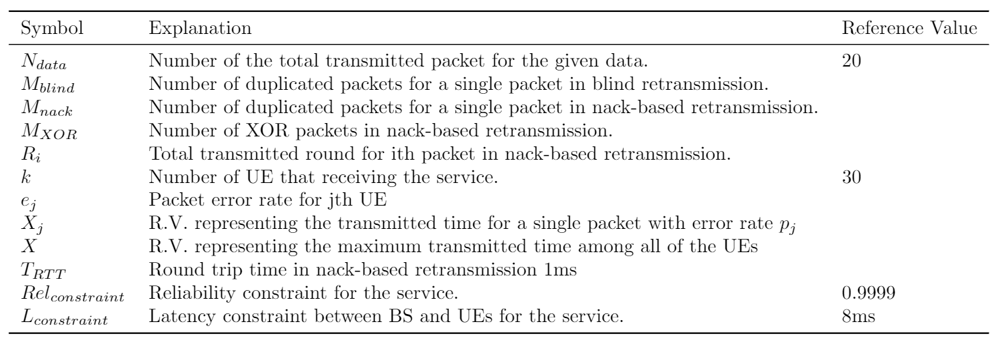 Symbol Explanation Reference Value
N_{data} Number of the total transmitted packet for the given data. 20
M_{blind} Number of duplicated packets for a single packet in blind retransmission.
M_{nack} Number of duplicated packets for a single packet in nack-based retransmission.
M_{XOR} Number of XOR packets in nack-based retransmission.
R_i Total transmitted round for ith packet in nack-based retransmission.
k Number of UE that receiving the service. 30
e_j Packet error rate for jth UE
X_j R.V. representing the transmitted time for a single packet with error rate p_j
X R.V. representing the maximum transmitted time among all of the UEs
T_{RTT} Round trip time in nack-based retransmission 1ms
Rel_{constraint} Reliability constraint for the service. 0.9999
L_{constraint} Latency constraint between BS and UEs for the service. 8ms